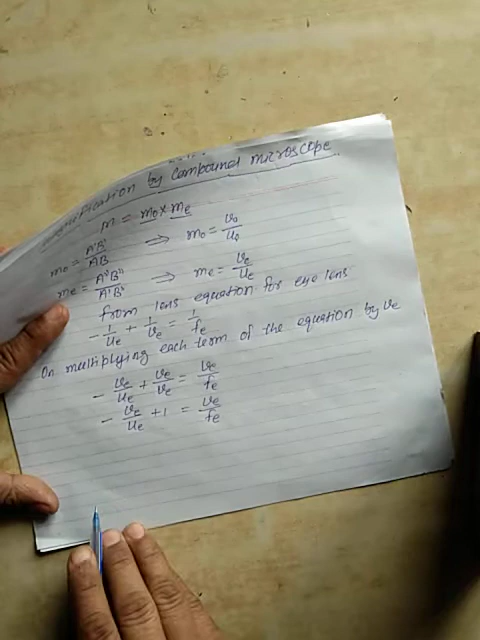 by Compound microscope
m = mo × me
mo = A'B'/AB ⇒ mo = vo/uo
me = A"B"/A'B' ⇒ me = ve/ue
from lens equation for eye lens
- 1/ue + 1/ve = 1/fe
On multiplying each term of the equation by ve
- ve/ue + ve/ve = ve/fe
- ve/ue + 1 = ve/fe